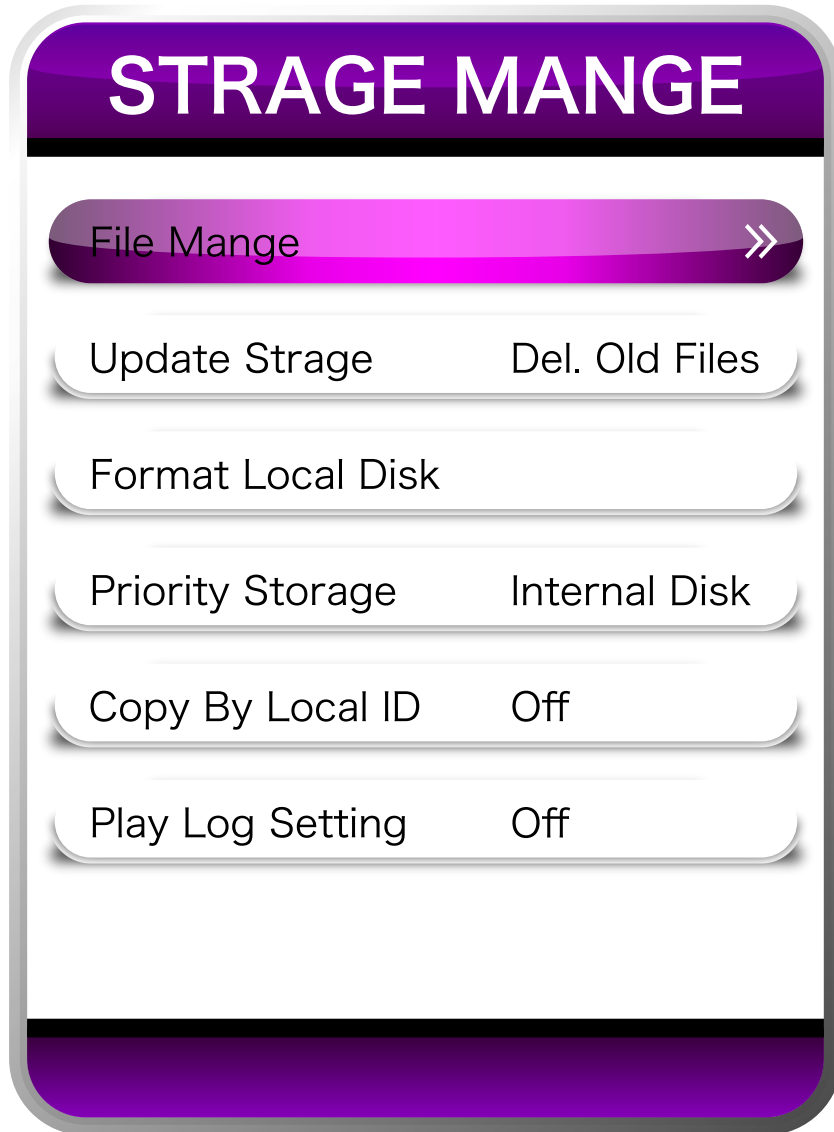 STRAGE MANGE
File Mange
Update Strage Del. Old Files
Format Local Disk
Priority Storage Internal Disk
Copy By Local ID Off
Play Log Setting Off